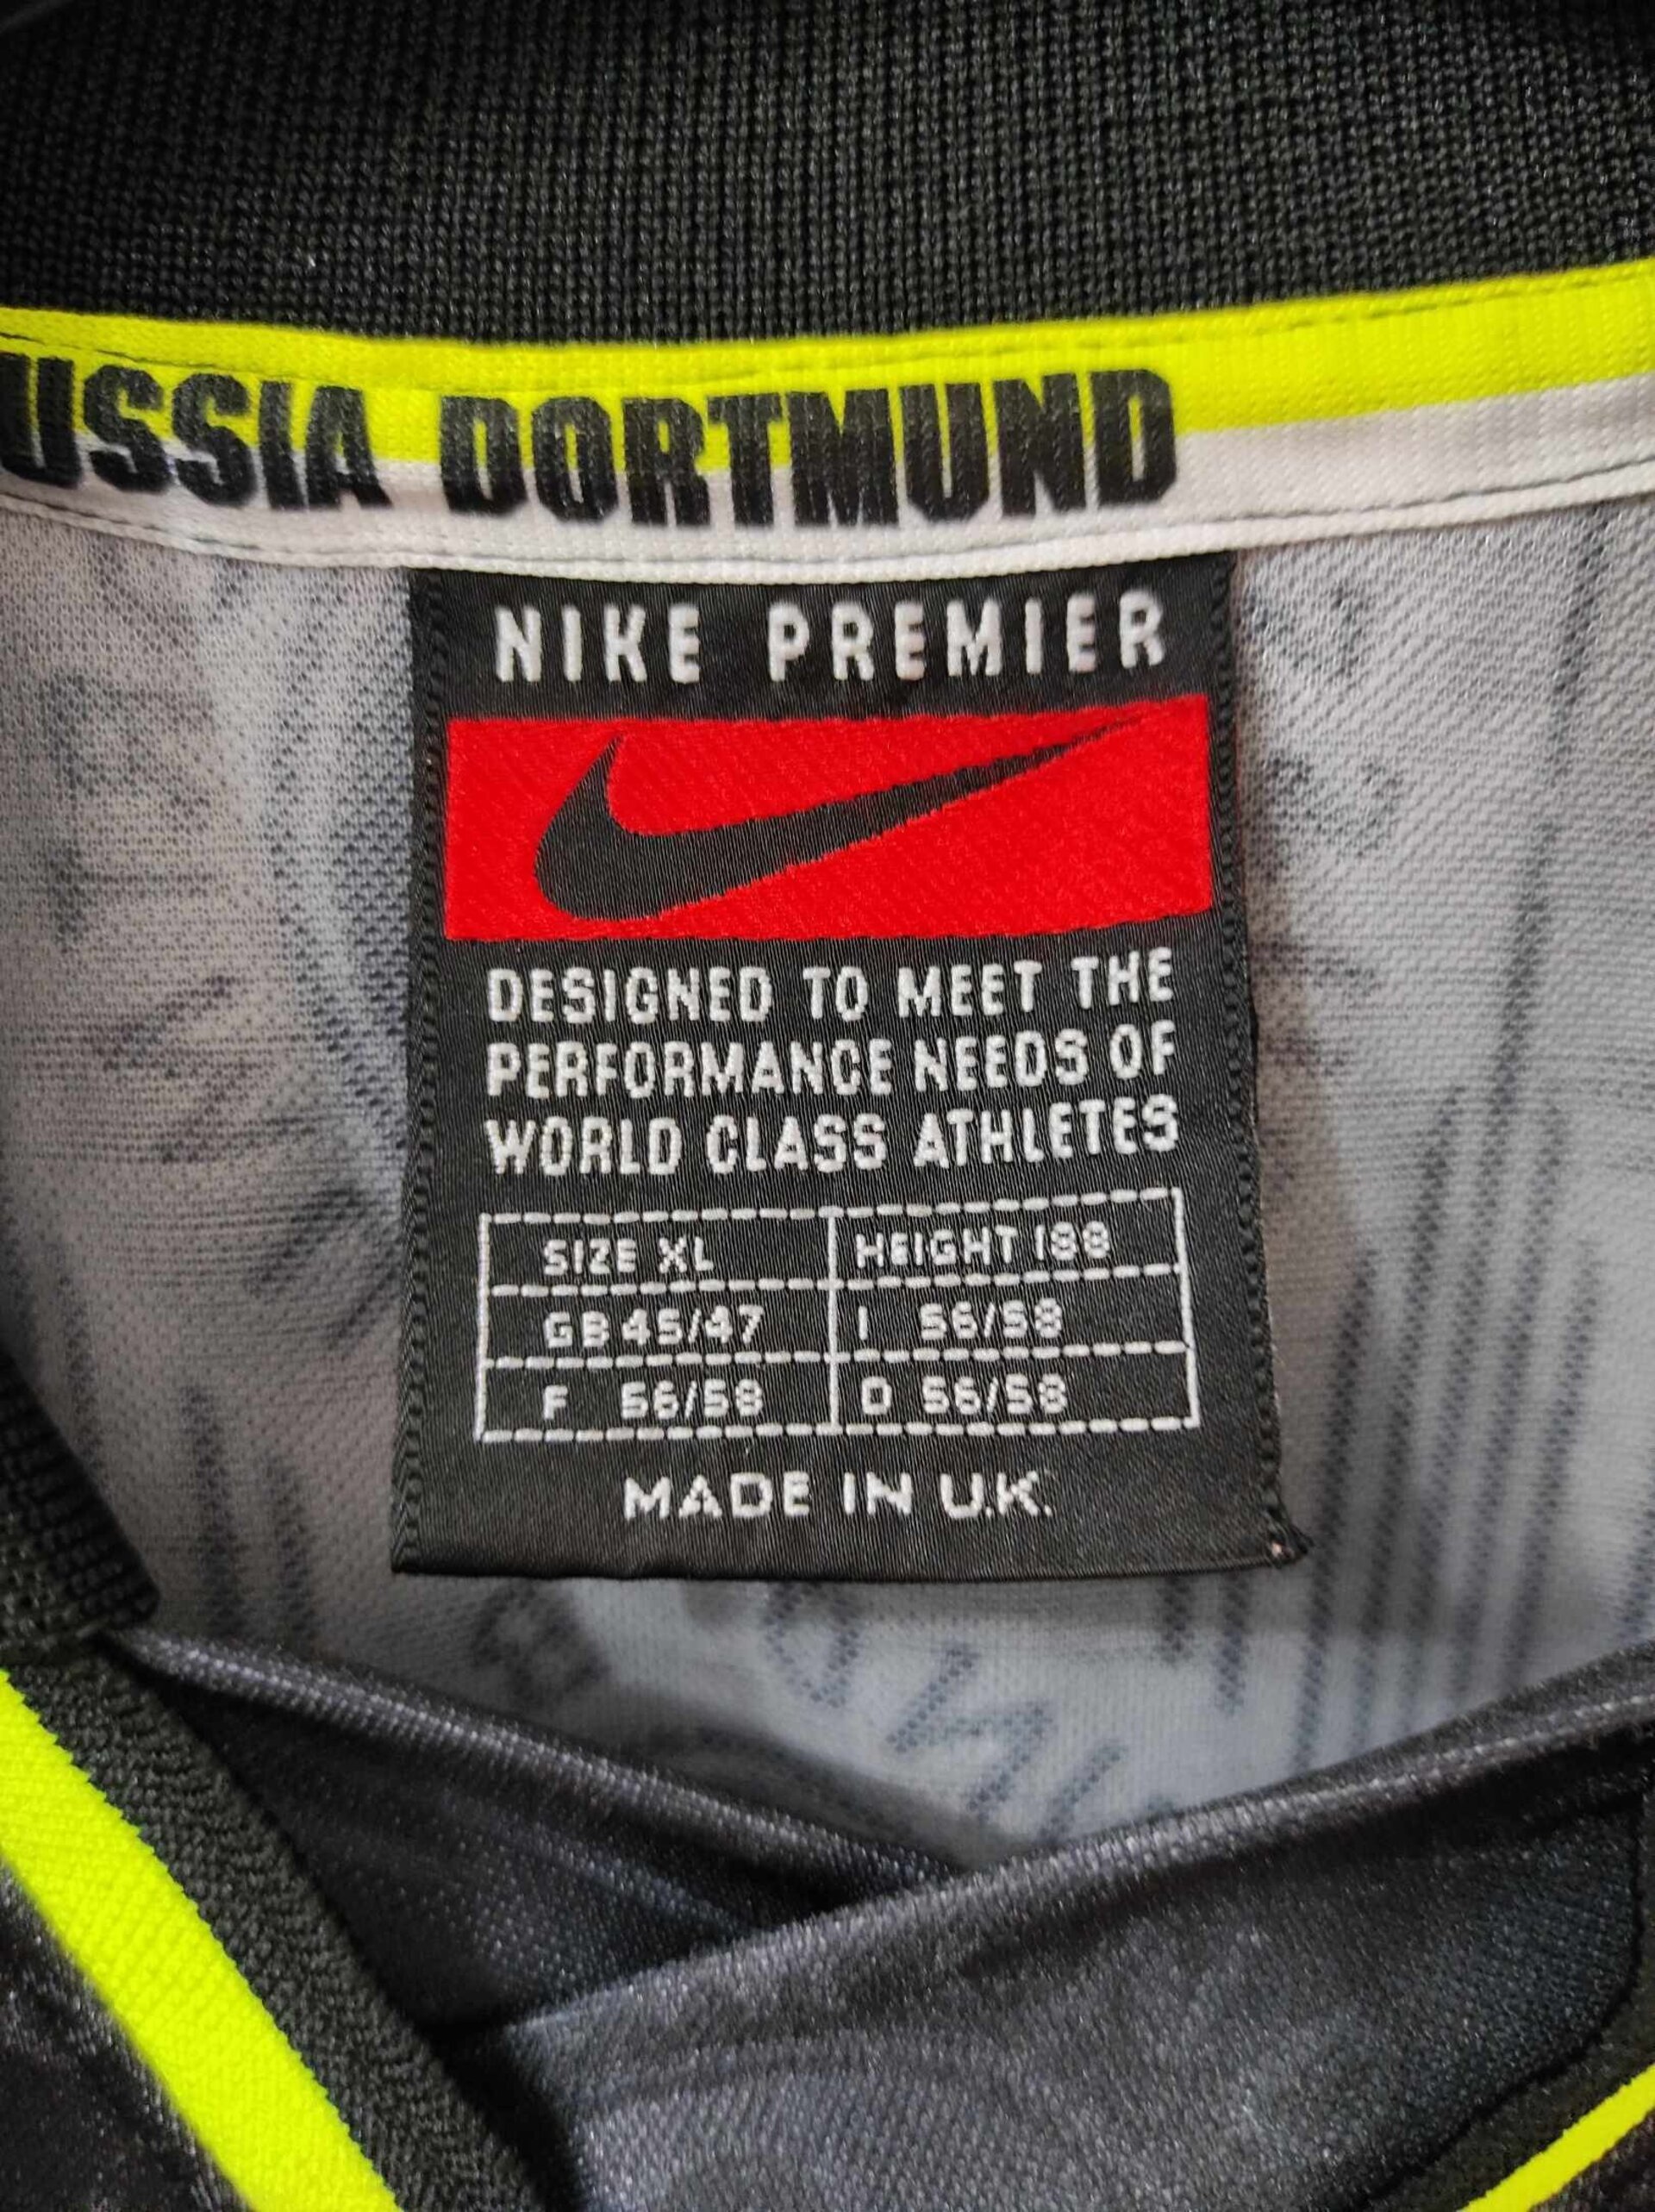 USSIA DORTMUND
NIKE PREMIER
DESIGNED TO MEET THE
PERFORMANCE NEEDS OF
WORLD CLASS ATHLETES
SIZE XL HEIGHT 188
GB 45/47 I 56/58
F 56/58 D 56/58
MADE IN U.K.